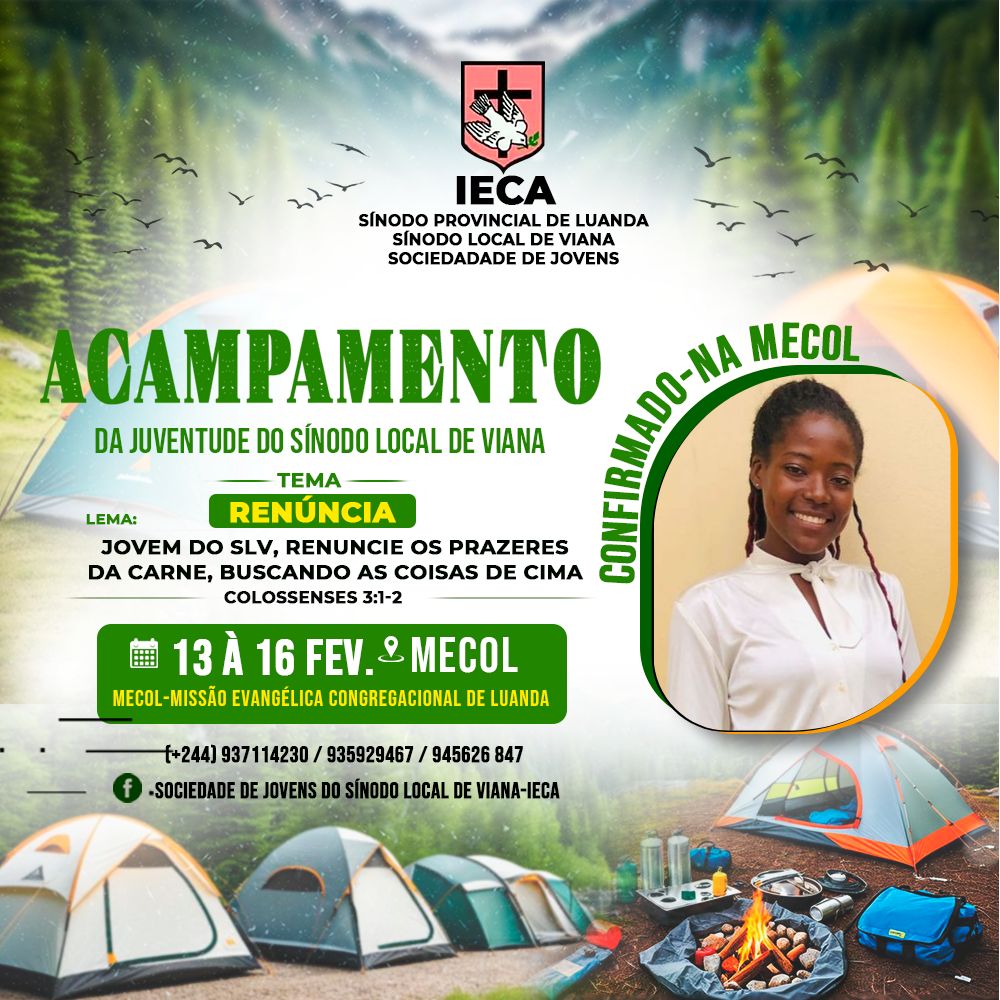 IECA
SÍNODO PROVINCIAL DE LUANDA
SÍNODO LOCAL DE VIANA
SOCIEDADADE DE JOVENS
ACAMPAMENTO
DA JUVENTUDE DO SÍNODO LOCAL DE VIANA
TEMA
RENÚNCIA
LEMA:
JOVEM DO SLV, RENUNCIE OS PRAZERES
DA CARNE, BUSCANDO AS COISAS DE CIMA
COLOSSENSES 3:1-2
CONFIRMADO-NA MECOL
13 À 16 FEV. MECOL
MECOL-MISSÃO EVANGÉLICA CONGREGACIONAL DE LUANDA
(+244) 937114230 / 935929467 / 945626 847
-SOCIEDADE DE JOVENS DO SÍNODO LOCAL DE VIANA-IECA